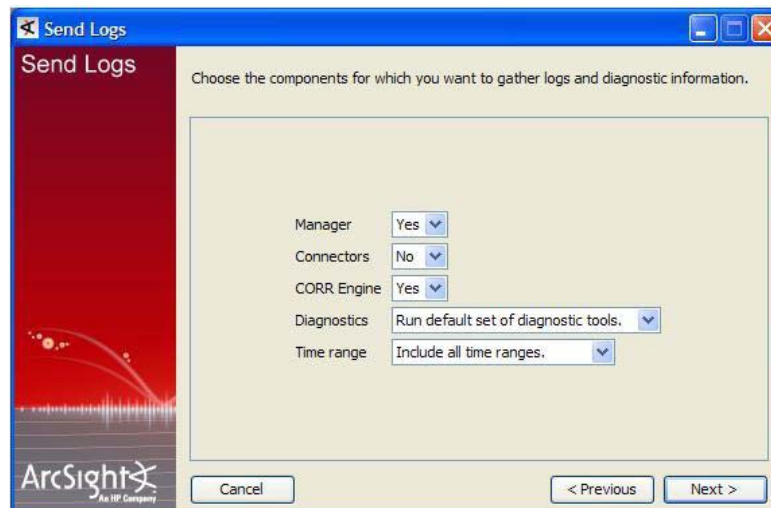 Send Logs
Send Logs
Choose the components for which you want to gather logs and diagnostic information.
Manager Yes
Connectors No
CORR Engine Yes
Diagnostics Run default set of diagnostic tools.
Time range Include all time ranges.
ArcSight
An HP Company
Cancel < Previous Next >